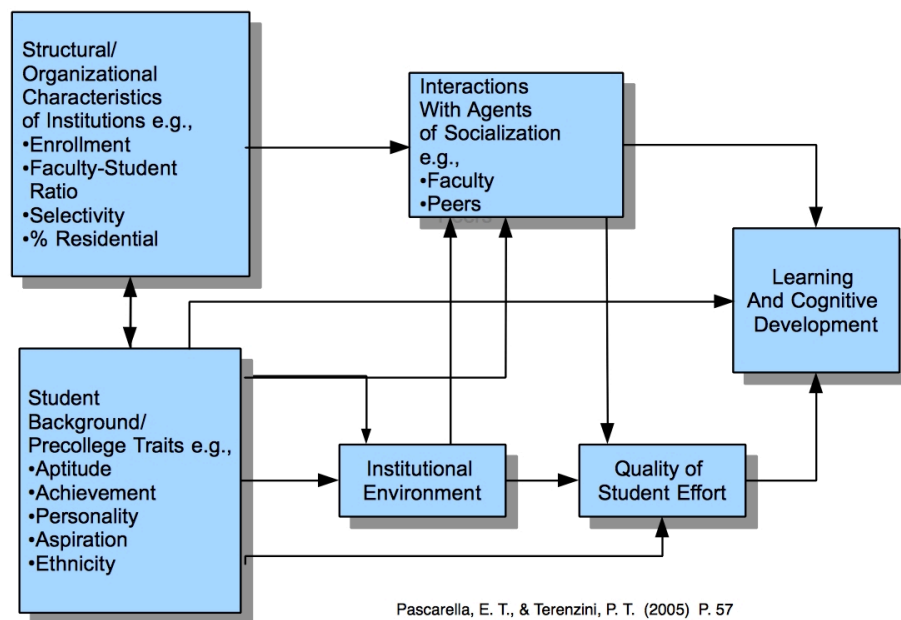 Structural/
Organizational
Characteristics
of Institutions e.g.,
•Enrollment
•Faculty-Student
Ratio
•Selectivity
•% Residential
Interactions
With Agents
of Socialization
e.g.,
•Faculty
•Peers
Peers
Learning
And Cognitive
Development
Student
Background/
Precollege Traits e.g.,
•Aptitude
•Achievement
•Personality
•Aspiration
•Ethnicity
Institutional
Environment
Quality of
Student Effort
Pascarella, E. T., & Terenzini, P. T. (2005) P. 57